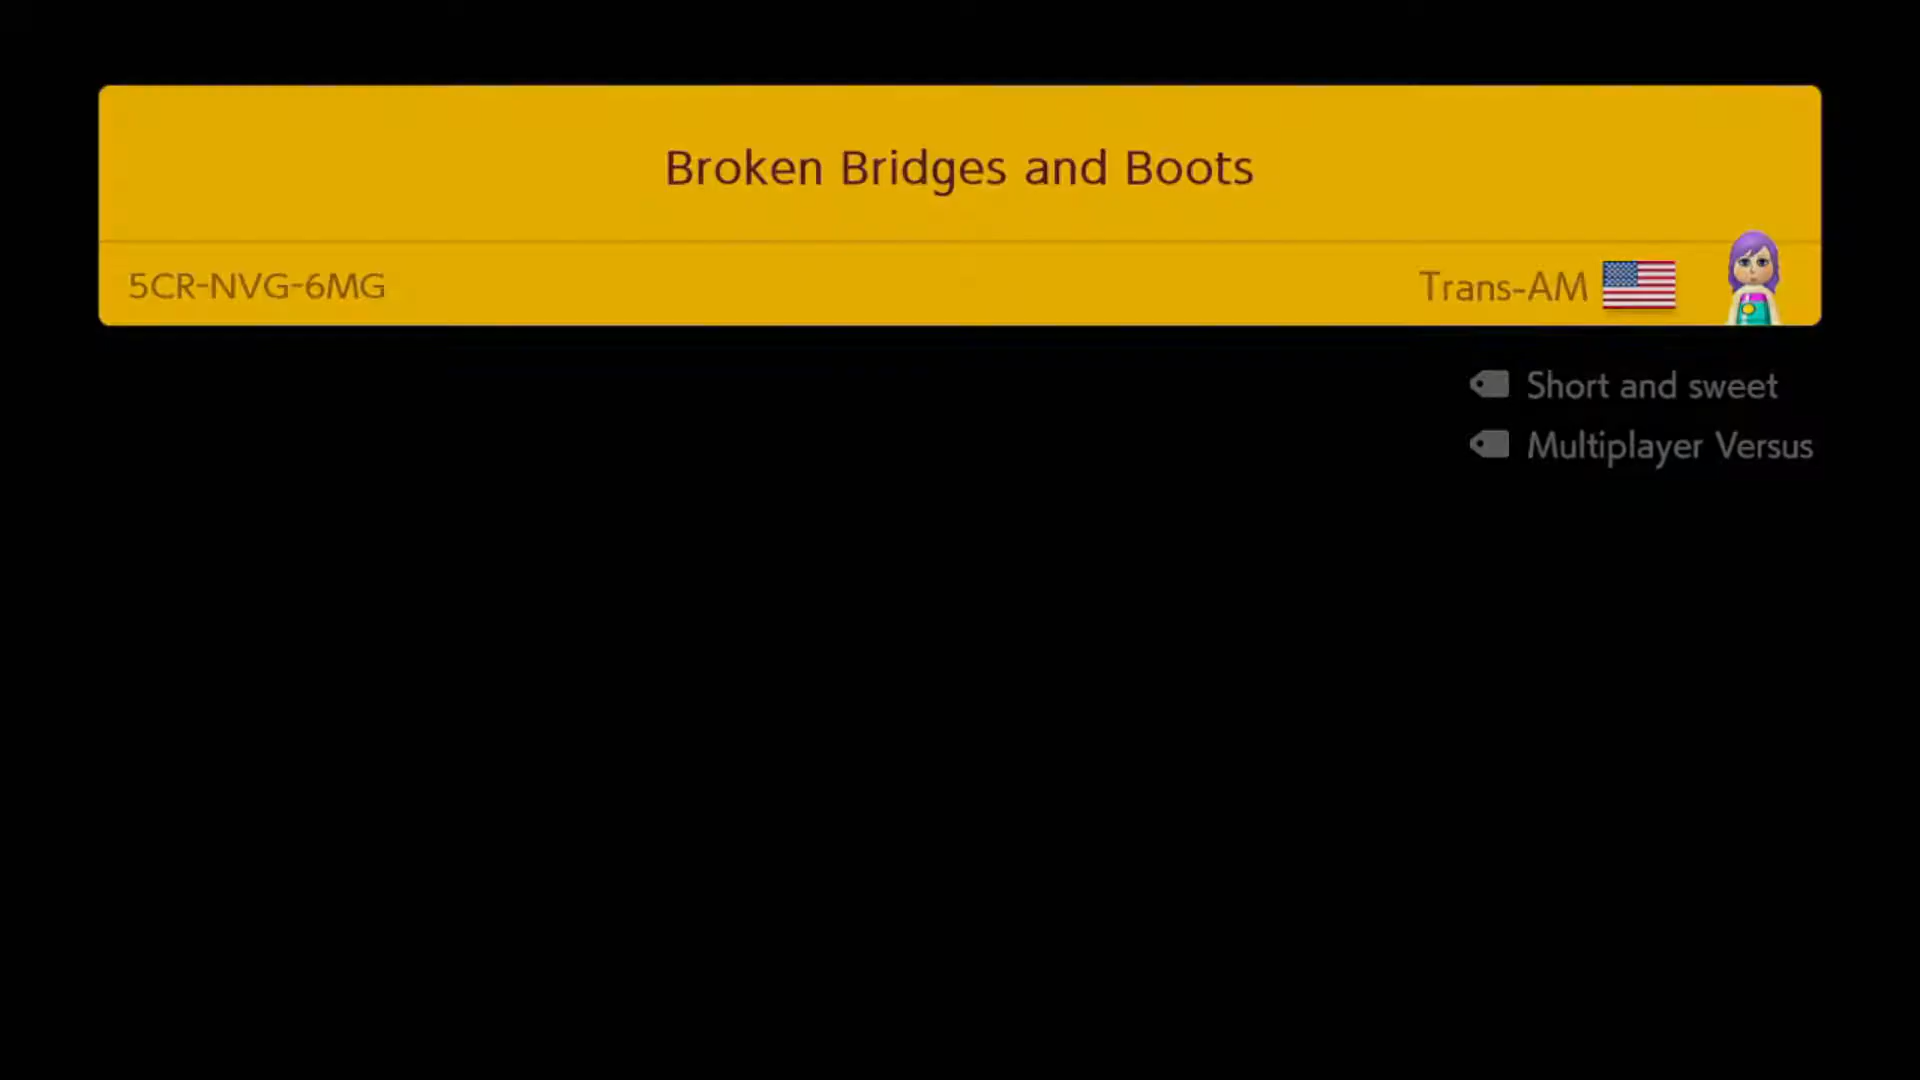 Broken Bridges and Boots
5CR-NVG-6MG
Trans-AM
Short and sweet
Multiplayer Versus